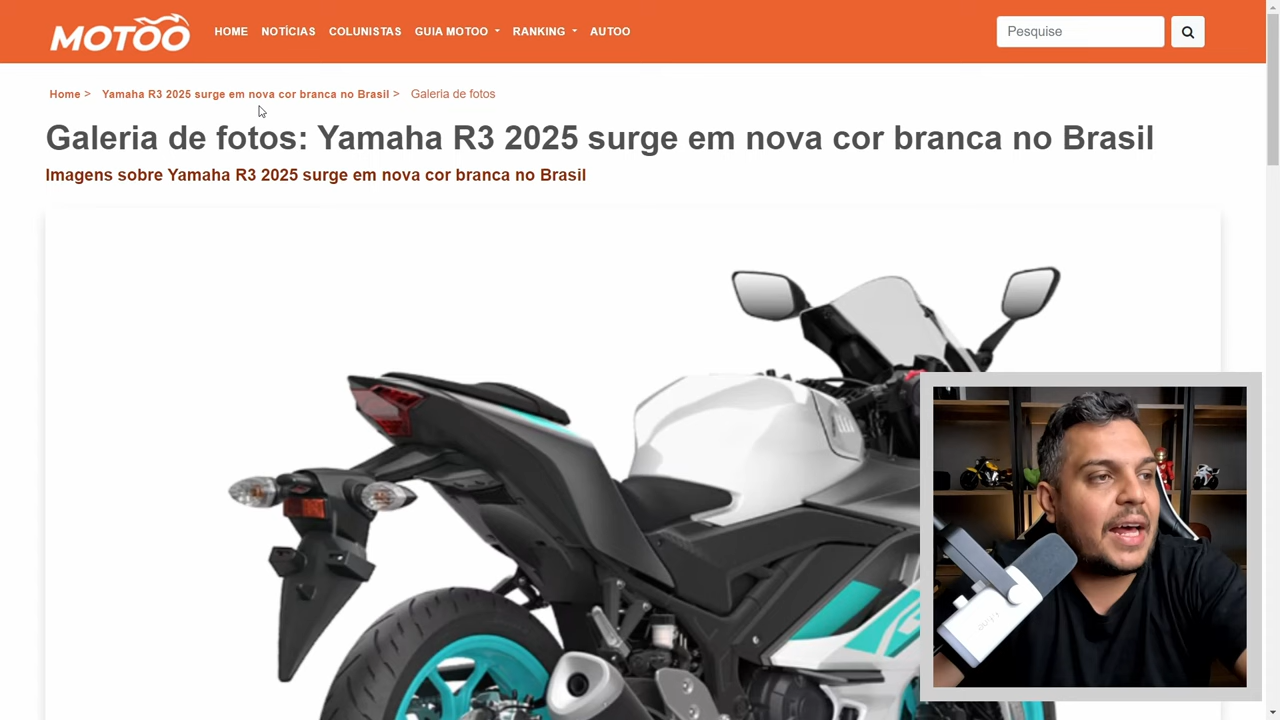 MOTOO
HOME NOTÍCIAS COLUNISTAS GUIA MOTOO RANKING AUTOO
Pesquise
Home > Yamaha R3 2025 surge em nova cor branca no Brasil > Galeria de fotos
Galeria de fotos: Yamaha R3 2025 surge em nova cor branca no Brasil
Imagens sobre Yamaha R3 2025 surge em nova cor branca no Brasil